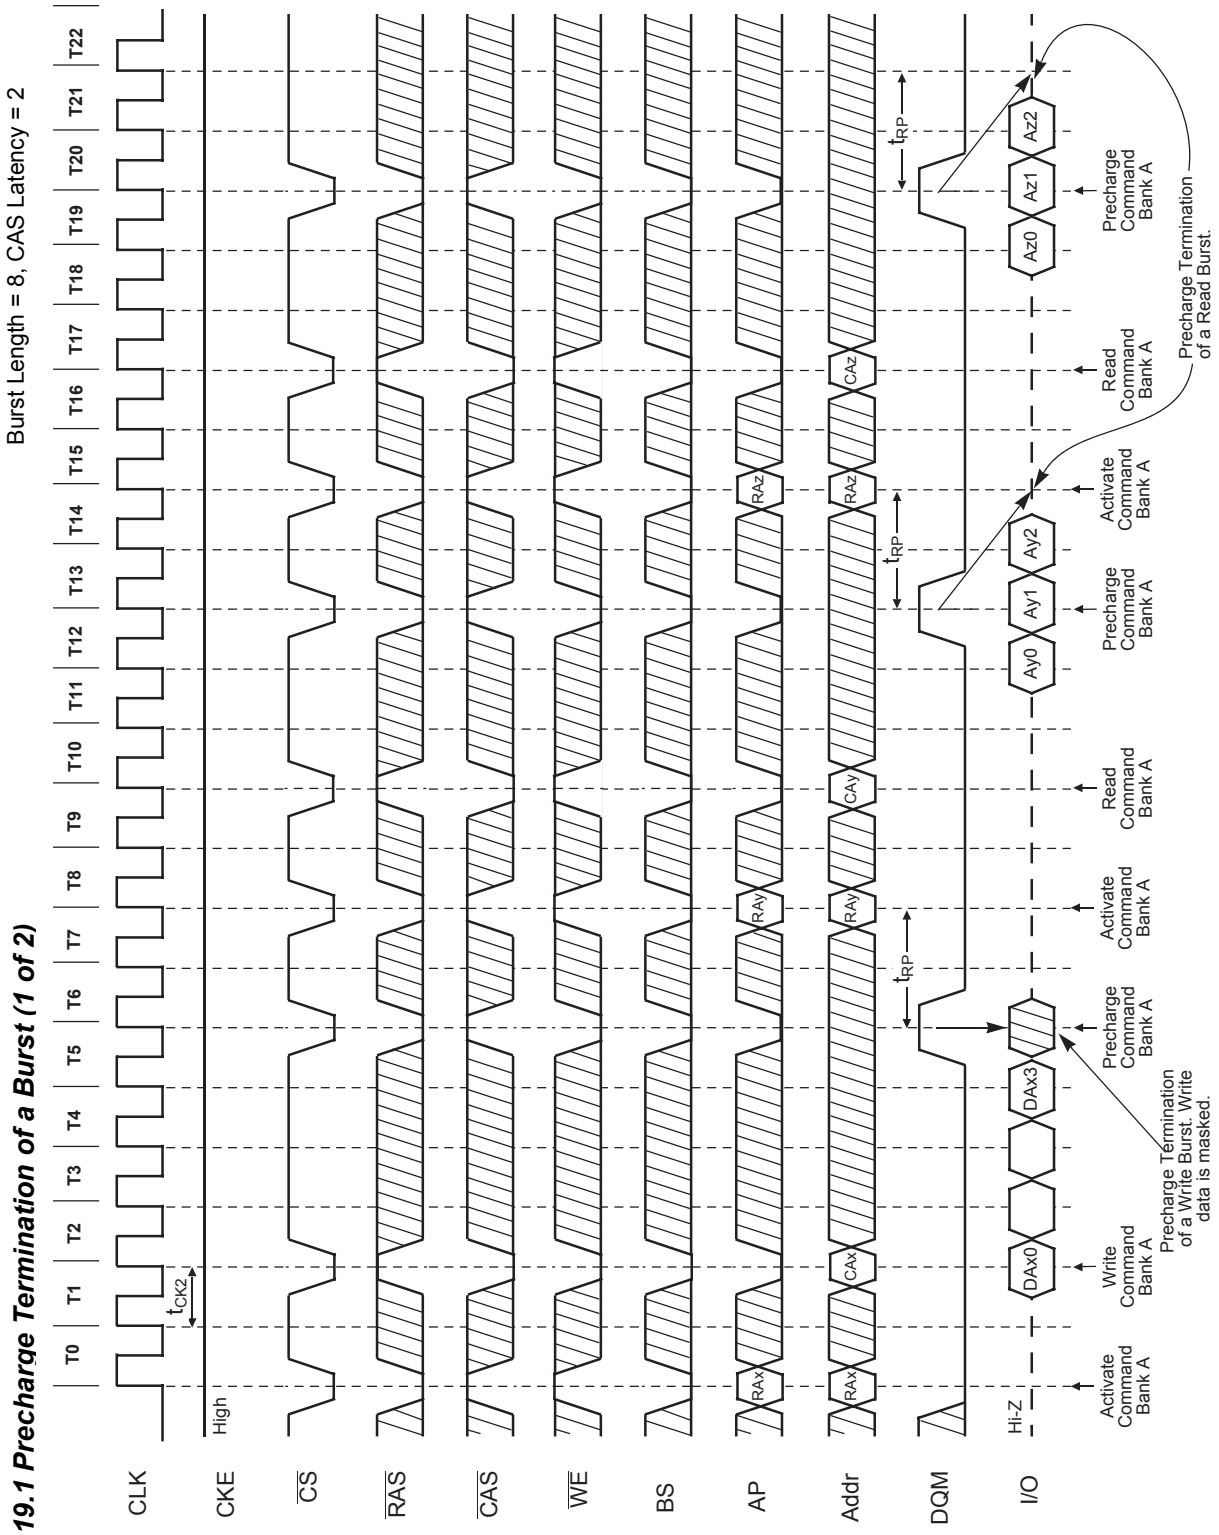 19.1 Precharge Termination of a Burst (1 of 2)
Burst Length = 8, CAS Latency = 2
T0 T1 T2 T3 T4 T5 T6 T7 T8 T9 T10 T11 T12 T13 T14 T15 T16 T17 T18 T19 T20 T21 T22
CLK
tCK2
CKE
High
CS
RAS
CAS
WE
BS
AP
RAx RAy RAz
Addr
RAx CAx RAy CAy RAz CAz
tRP tRP tRP
DQM
I/O
Hi-Z
DAx0 DAx3 Ay0 Ay1 Ay2 Az0 Az1 Az2
Activate
Command
Bank A
Write
Command
Bank A
Precharge
Command
Bank A
Activate
Command
Bank A
Read
Command
Bank A
Precharge
Command
Bank A
Activate
Command
Bank A
Read
Command
Bank A
Precharge
Command
Bank A
Precharge Termination
of a Write Burst. Write
data is masked.
Precharge Termination
of a Read Burst.